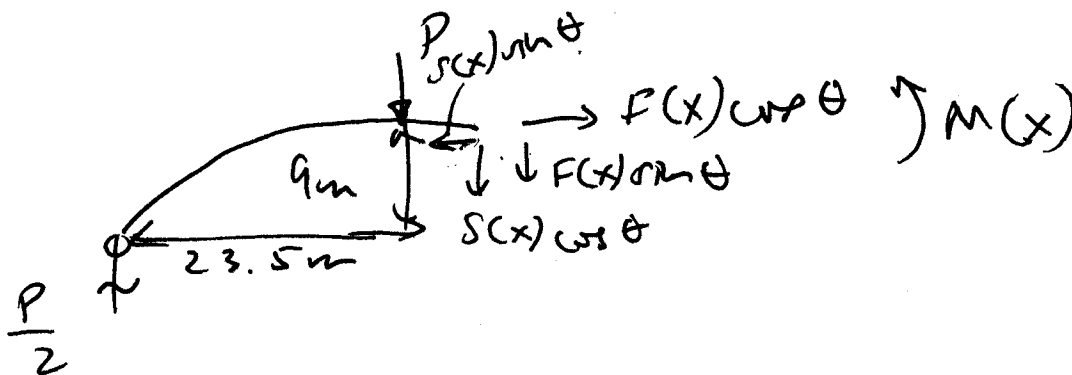 P
S(x) sin θ
F(x) cos θ
M(x)
9m
F(x) sin θ
S(x) cos θ
23.5m
P/2